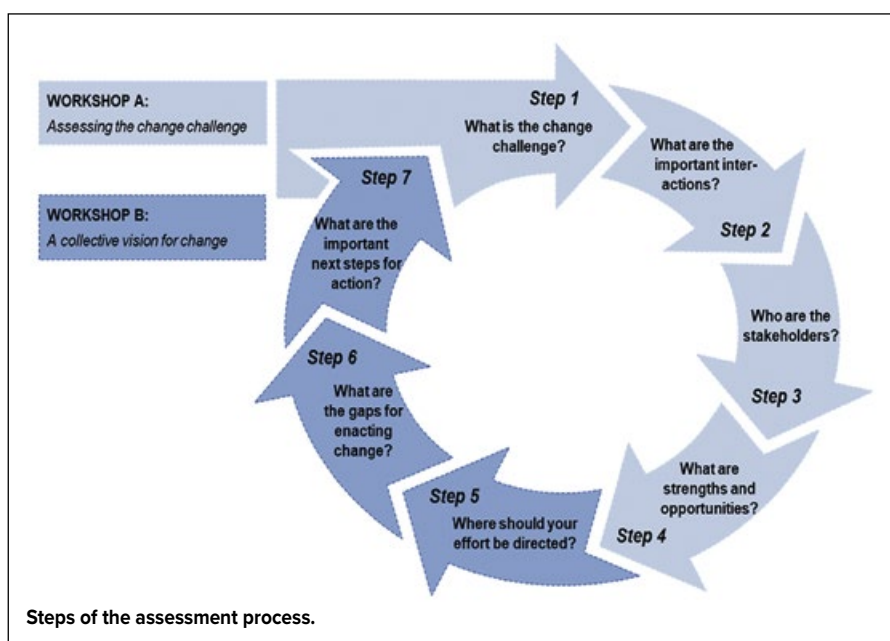 WORKSHOP A:
Assessing the change challenge
WORKSHOP B:
A collective vision for change
Step 1
What is the change
challenge?
What are the
important inter-
actions?
Step 2
Who are the
stakeholders?
Step 3
What are
strengths and
opportunities?
Step 4
Step 5
Where should your
effort be directed?
Step 6
What are
the gaps for
enacting
change?
Step 7
What are the
important
next steps for
action?
Steps of the assessment process.